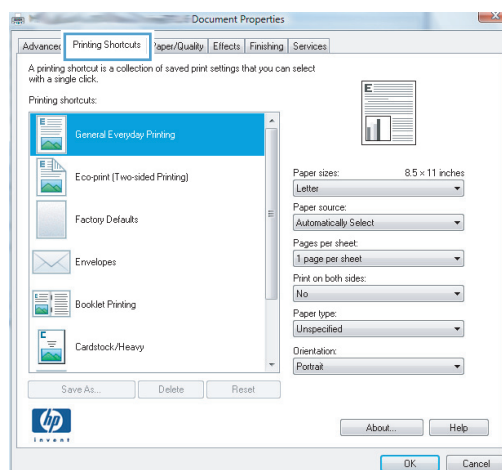 Document Properties
Advanced Printing Shortcuts Paper/Quality Effects Finishing Services
A printing shortcut is a collection of saved print settings that you can select
with a single click.
Printing shortcuts:
General Everyday Printing
Eco-print (Two-sided Printing)
Factory Defaults
Envelopes
Booklet Printing
Cardstock/Heavy
Paper sizes: 8.5 × 11 inches
Letter
Paper source:
Automatically Select
Pages per sheet:
1 page per sheet
Print on both sides:
No
Paper type:
Unspecified
Orientation:
Portrait
Save As... Delete Reset
hp
invent
About... Help
OK Cancel